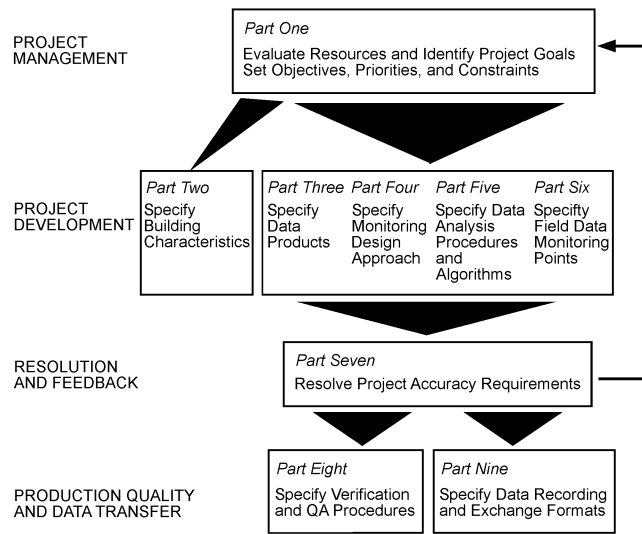 PROJECT
MANAGEMENT
Part One
Evaluate Resources and Identify Project Goals
Set Objectives, Priorities, and Constraints
PROJECT
DEVELOPMENT
Part Two
Specify
Building
Characteristics
Part Three
Specify
Data
Products
Part Four
Specify
Monitoring
Design
Approach
Part Five
Specify Data
Analysis
Procedures
and
Algorithms
Part Six
Specifty
Field Data
Monitoring
Points
RESOLUTION
AND FEEDBACK
Part Seven
Resolve Project Accuracy Requirements
PRODUCTION QUALITY
AND DATA TRANSFER
Part Eight
Specify Verification
and QA Procedures
Part Nine
Specify Data Recording
and Exchange Formats